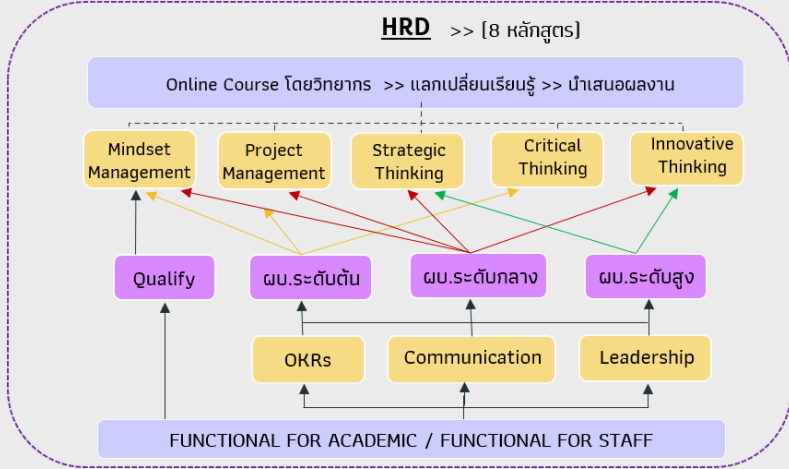 HRD >> (8 หลักสูตร)
Online Course โดยวิทยากร >> แลกเปลี่ยนเรียนรู้ >> นำเสนอผลงาน
Mindset
Management
Project
Management
Strategic
Thinking
Critical
Thinking
Innovative
Thinking
Qualify
ผบ.ระดับต้น
ผบ.ระดับกลาง
ผบ.ระดับสูง
OKRs
Communication
Leadership
FUNCTIONAL FOR ACADEMIC / FUNCTIONAL FOR STAFF